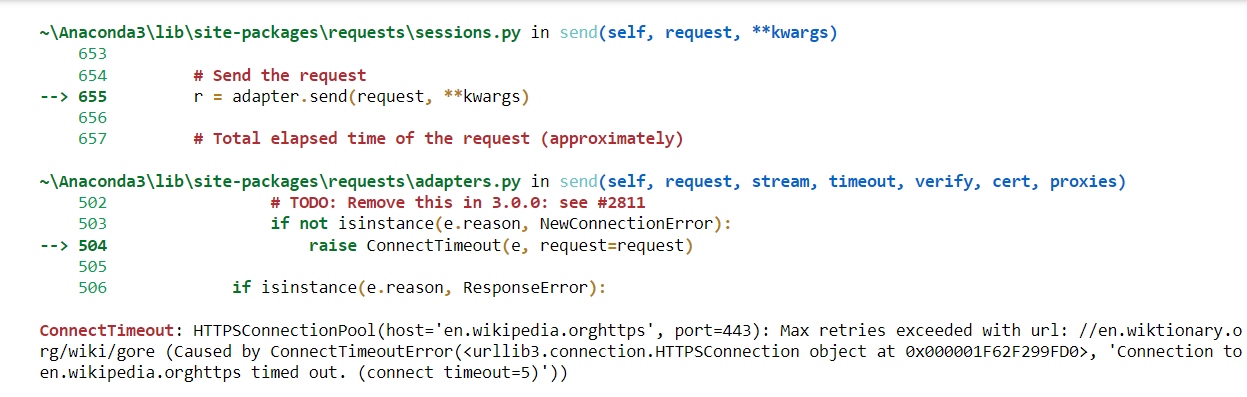 ~\Anaconda3\lib\site-packages\requests\sessions.py in send(self, request, **kwargs)
653
654 # Send the request
--> 655 r = adapter.send(request, **kwargs)
656
657 # Total elapsed time of the request (approximately)
~\Anaconda3\lib\site-packages\requests\adapters.py in send(self, request, stream, timeout, verify, cert, proxies)
502 # TODO: Remove this in 3.0.0: see #2811
503 if not isinstance(e.reason, NewConnectionError):
--> 504 raise ConnectTimeout(e, request=request)
505
506 if isinstance(e.reason, ResponseError):
ConnectTimeout: HTTPSConnectionPool(host='en.wikipedia.orghttps', port=443): Max retries exceeded with url: //en.wiktionary.o
rg/wiki/gore (Caused by ConnectTimeoutError(<urllib3.connection.HTTPSConnection object at 0x000001F62F299FD0>, 'Connection to
en.wikipedia.orghttps timed out. (connect timeout=5)'))